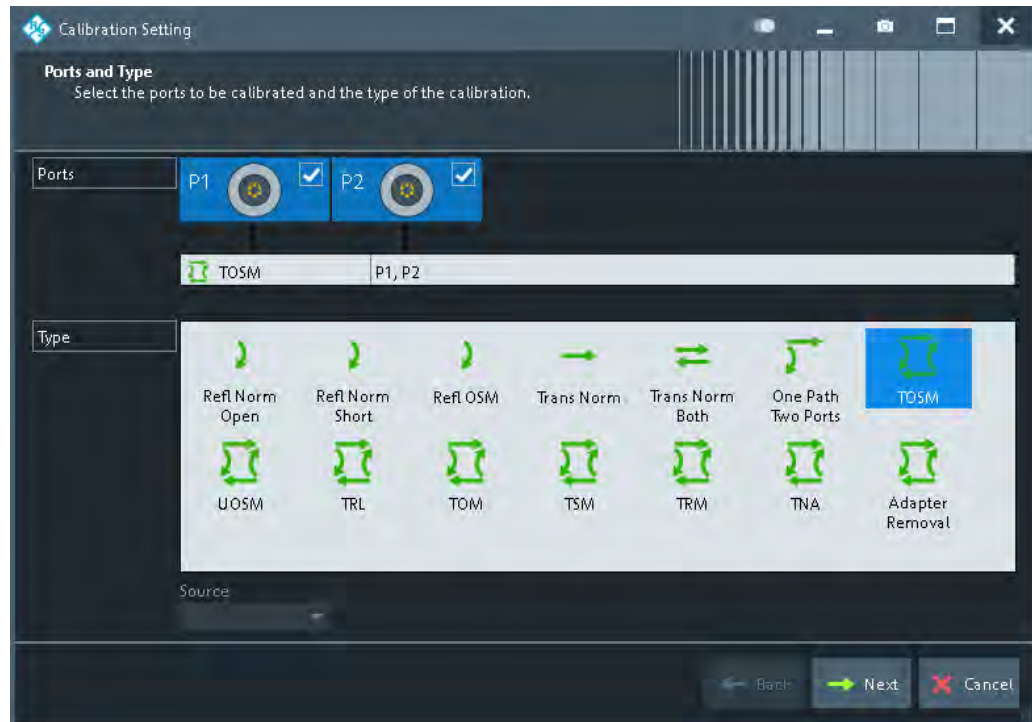 Calibration Setting
Ports and Type
Select the ports to be calibrated and the type of the calibration.
Ports
P1
P2
TOSM
P1, P2
Type
Refl Norm Open
Refl Norm Short
Refl OSM
Trans Norm
Trans Norm Both
One Path Two Ports
TOSM
UOSM
TRL
TOM
TSM
TRM
TNA
Adapter Removal
Source
Back
Next
Cancel